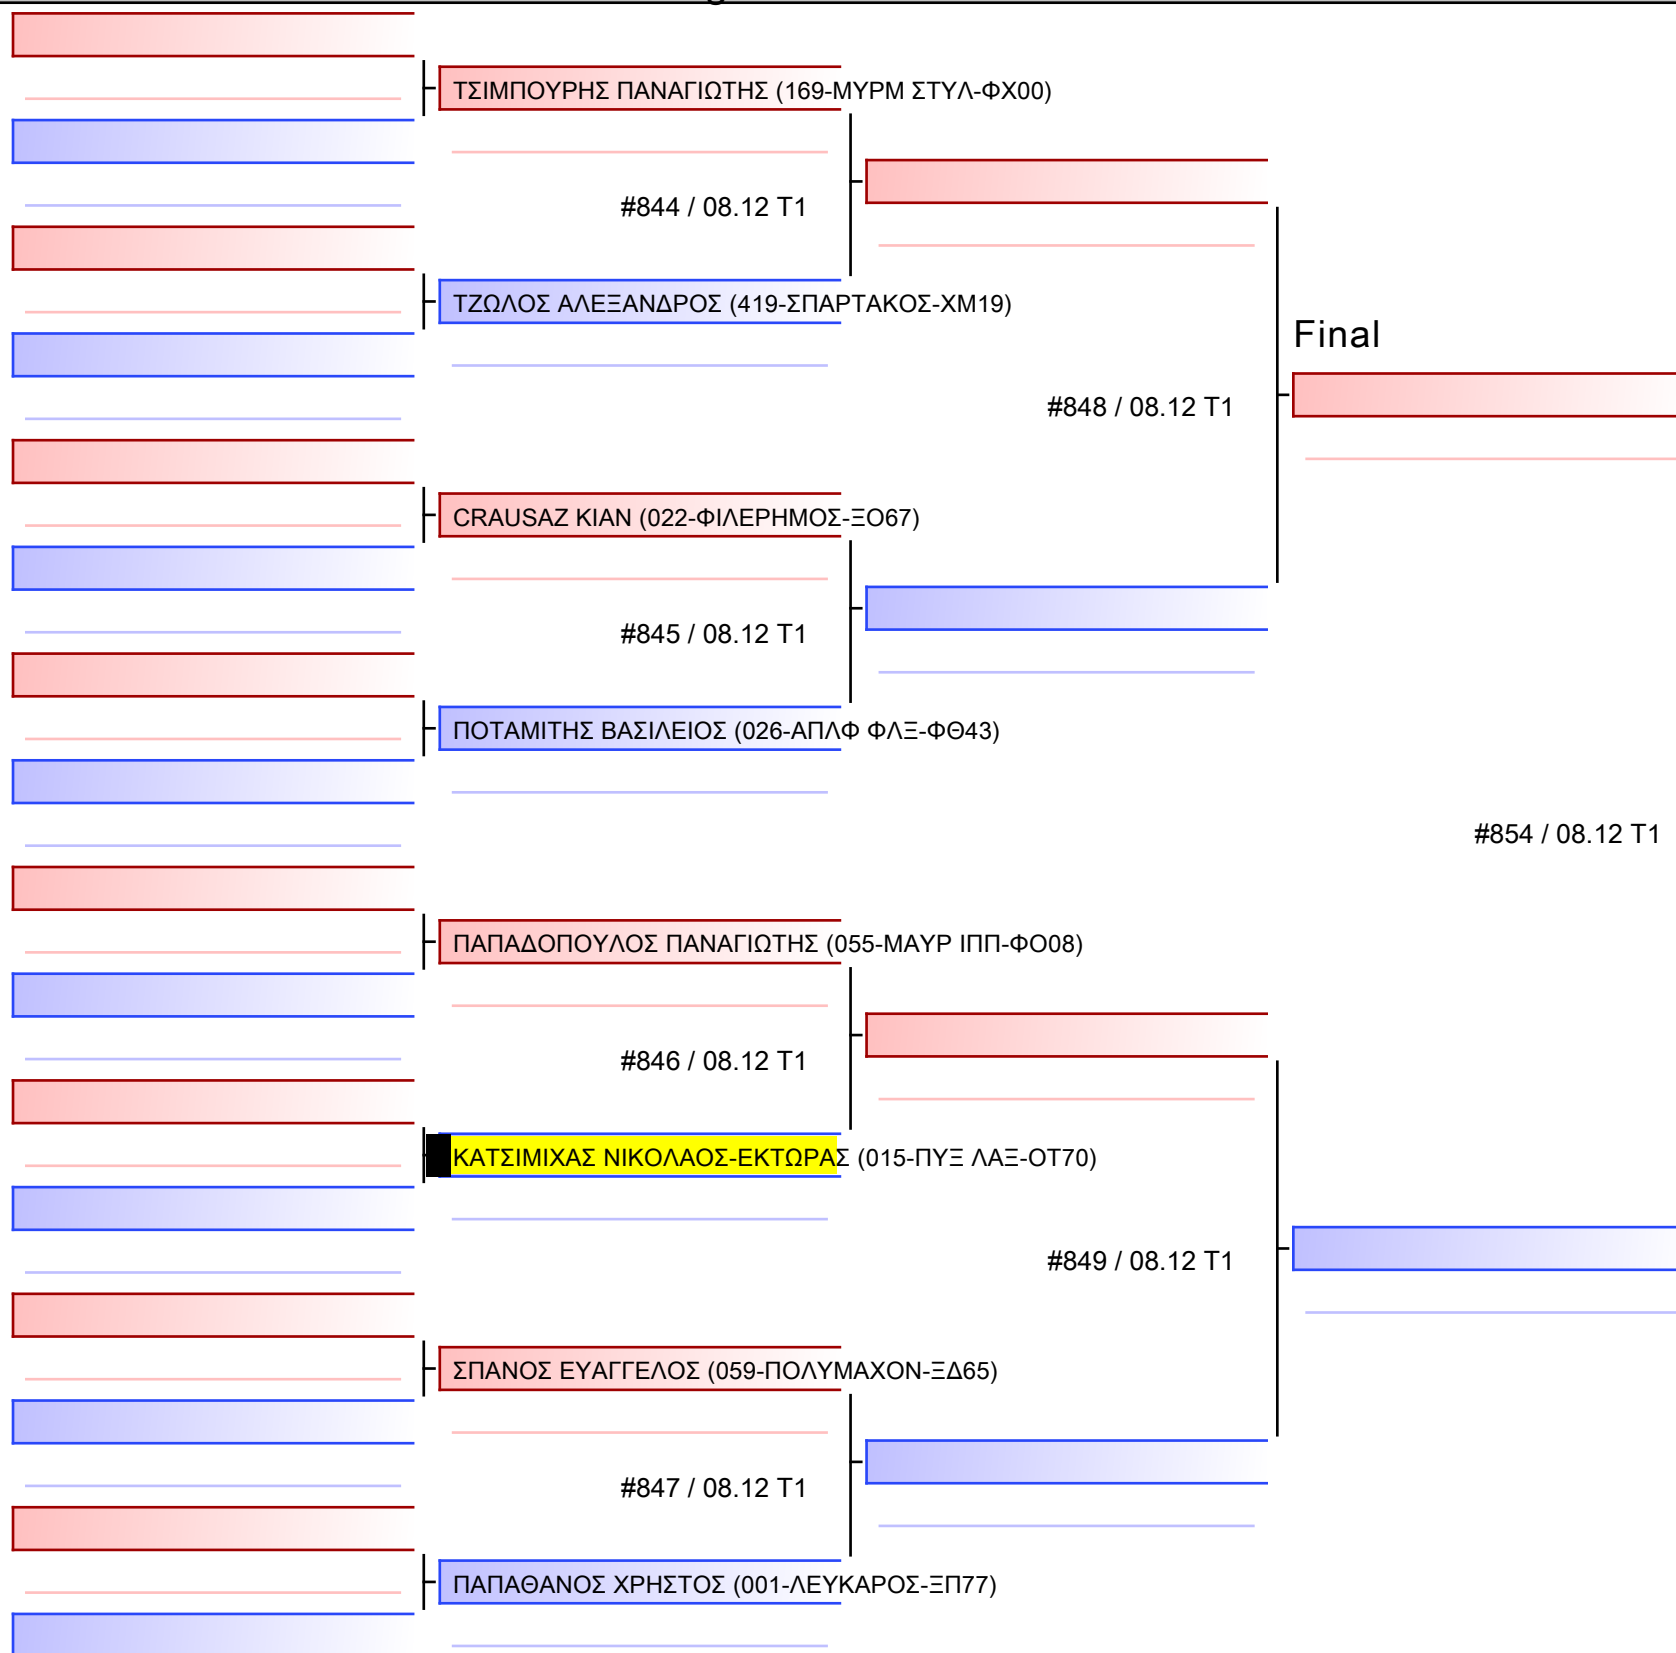 ΤΣΙΜΠΟΥΡΗΣ ΠΑΝΑΓΙΩΤΗΣ (169-ΜΥΡΜ ΣΤΥΛ-ΦΧ00)
#844 / 08.12 T1
ΤΖΩΛΟΣ ΑΛΕΞΑΝΔΡΟΣ (419-ΣΠΑΡΤΑΚΟΣ-ΧΜ19)
Final
#848 / 08.12 T1
CRAUSAZ KIAN (022-ΦΙΛΕΡΗΜΟΣ-ΞΟ67)
#845 / 08.12 T1
ΠΟΤΑΜΙΤΗΣ ΒΑΣΙΛΕΙΟΣ (026-ΑΠΛΦ ΦΛΞ-ΦΘ43)
#854 / 08.12 T1
ΠΑΠΑΔΟΠΟΥΛΟΣ ΠΑΝΑΓΙΩΤΗΣ (055-ΜΑΥΡ ΙΠΠ-ΦΟ08)
#846 / 08.12 T1
ΚΑΤΣΙΜΙΧΑΣ ΝΙΚΟΛΑΟΣ-ΕΚΤΩΡΑΣ (015-ΠΥΞ ΛΑΞ-ΟΤ70)
#849 / 08.12 T1
ΣΠΑΝΟΣ ΕΥΑΓΓΕΛΟΣ (059-ΠΟΛΥΜΑΧΟΝ-ΞΔ65)
#847 / 08.12 T1
ΠΑΠΑΘΑΝΟΣ ΧΡΗΣΤΟΣ (001-ΛΕΥΚΑΡΟΣ-ΞΠ77)